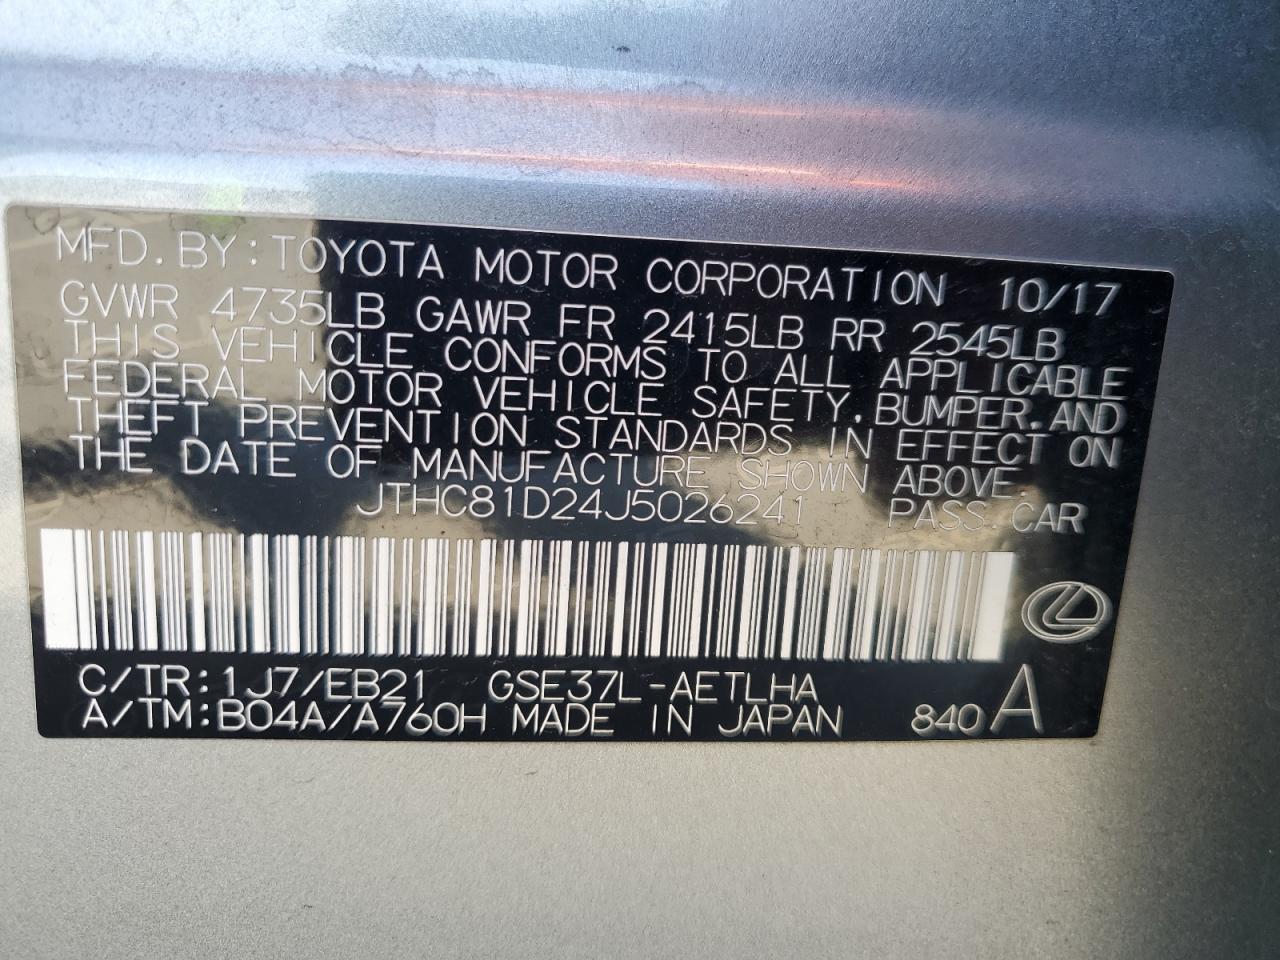 MFD. BY: TOYOTA MOTOR CORPORATION 10/17
GVWR 4735LB GAWR FR 2415LB RR 2545LB
THIS VEHICLE CONFORMS TO ALL APPLICABLE
FEDERAL MOTOR VEHICLE SAFETY, BUMPER, AND
THEFT PREVENTION STANDARDS IN EFFECT ON
THE DATE OF MANUFACTURE SHOWN ABOVE.
JTHC81D24J5026241 PASS. CAR
C/TR: 1J7/EB21 GSE37L-AETLHA
A/TM: B04A/A760H MADE IN JAPAN 840 A